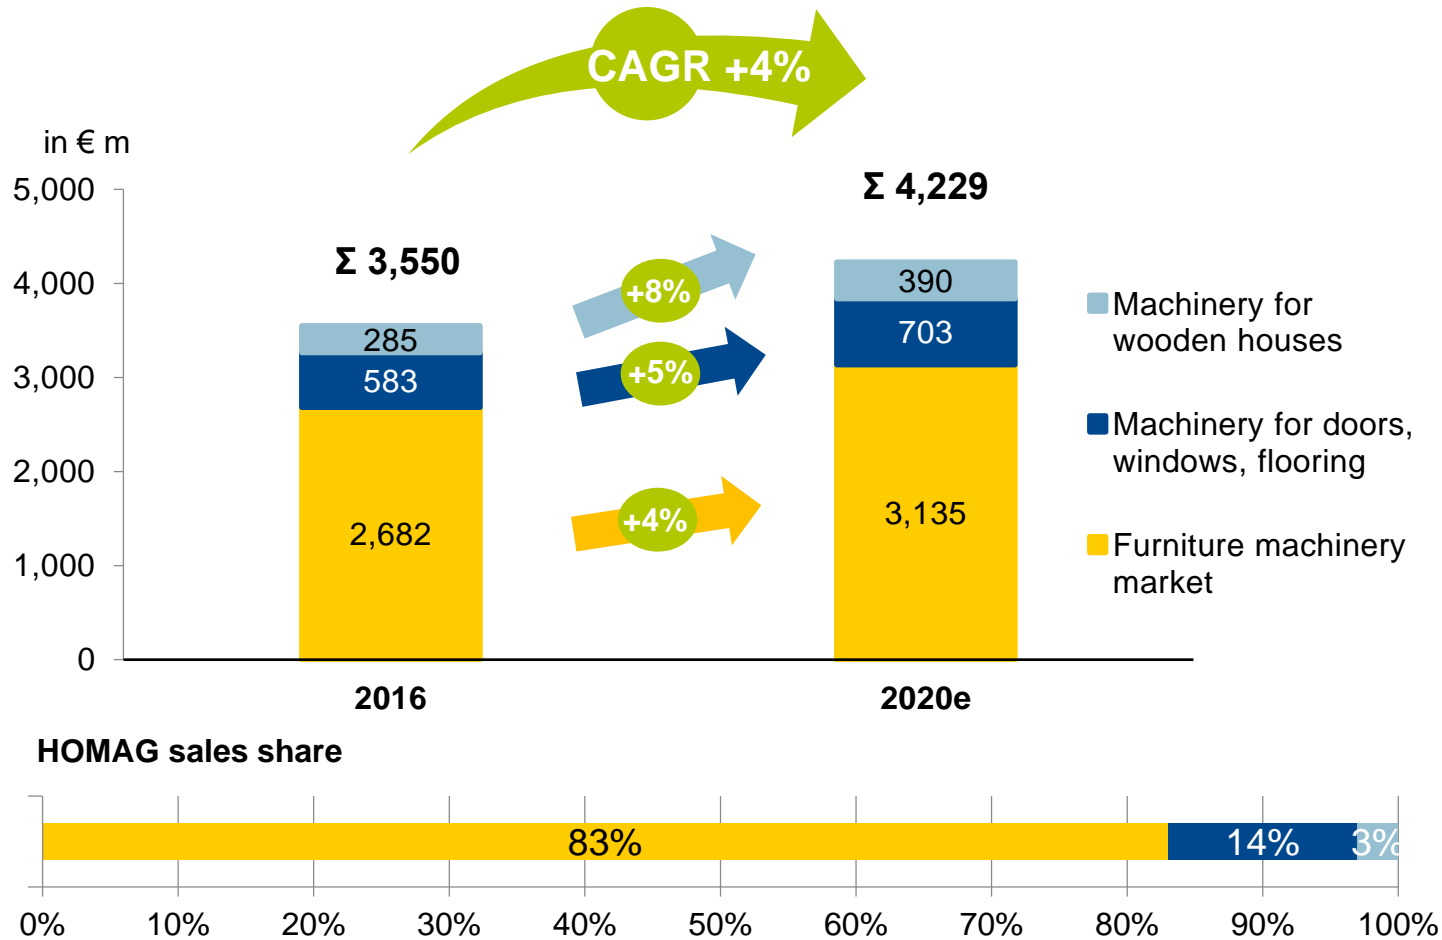 CAGR +4%
in € m
5,000
4,000
3,000
2,000
1,000
0
Σ 3,550
285
583
2,682
+8%
+5%
+4%
Σ 4,229
390
703
3,135
2016
2020e
Machinery for
wooden houses
Machinery for doors,
windows, flooring
Furniture machinery
market
HOMAG sales share
83% 14% 3%
0% 10% 20% 30% 40% 50% 60% 70% 80% 90% 100%